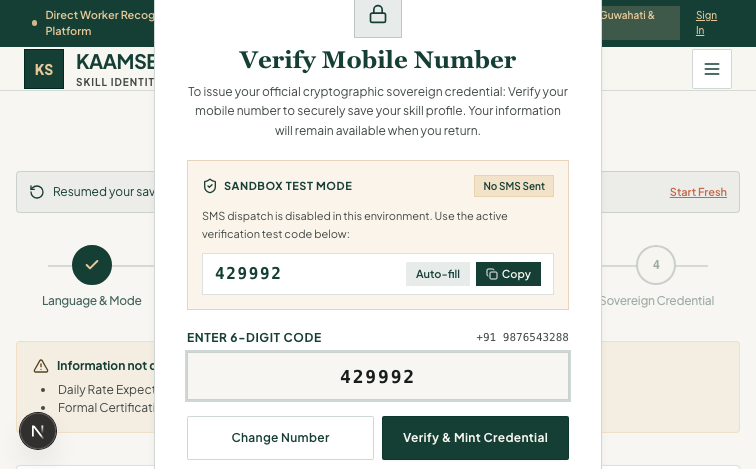 Direct Worker Recog
Platform
Guwahati &
Sign
In
KS
KAAMSE
SKILL IDENTIT
Verify Mobile Number
To issue your official cryptographic sovereign credential: Verify your
mobile number to securely save your skill profile. Your information
will remain available when you return.
Resumed your sav
Start Fresh
SANDBOX TEST MODE
No SMS Sent
SMS dispatch is disabled in this environment. Use the active
verification test code below:
429992
Auto-fill
Copy
Language & Mode
4
Sovereign Credential
ENTER 6-DIGIT CODE
+91 9876543288
429992
Information not
Daily Rate Expect
Formal Certificati
N
Change Number
Verify & Mint Credential